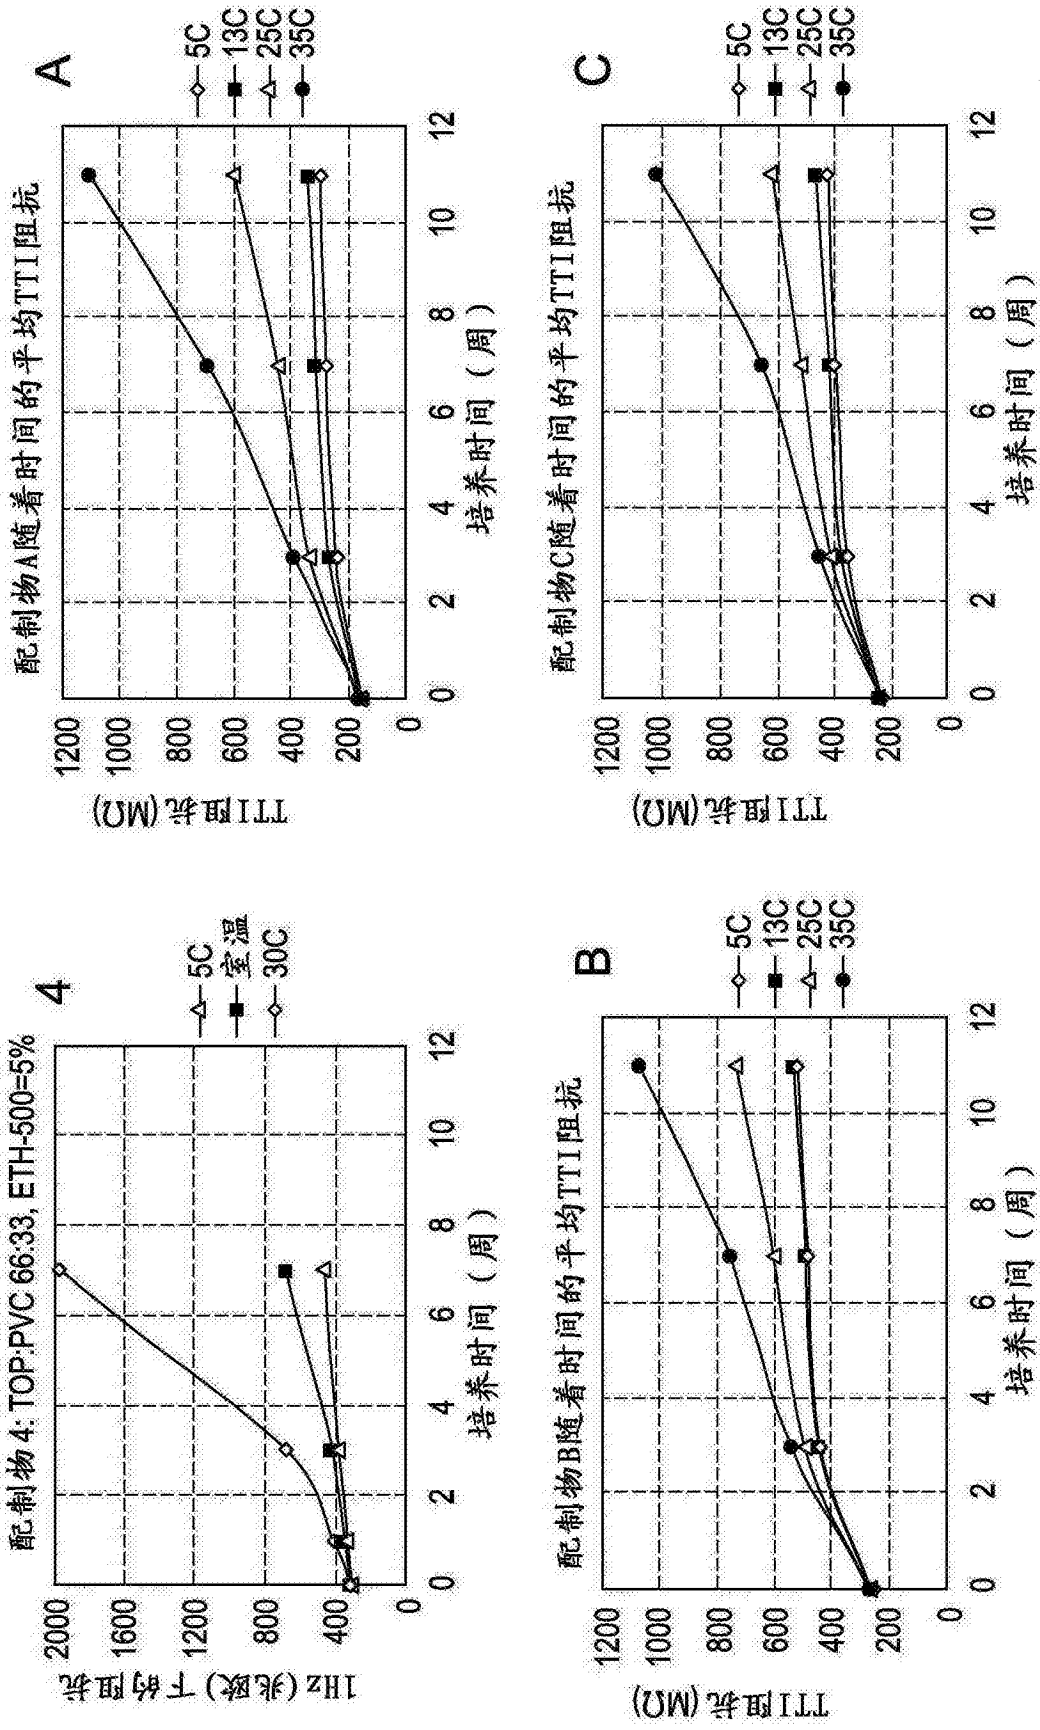 配制物 4: TOP:PVC 66:33, ETH-500=5%
4
1Hz(兆欧)下的阻抗
2000
1600
1200
800
400
0
0 2 4 6 8 10 12
培养时间 (周)
5C
室温
30C
配制物A随着时间的平均TTI阻抗
A
TTI阻抗(MΩ)
1200
1000
800
600
400
200
0
0 2 4 6 8 10 12
培养时间 (周)
5C
13C
25C
35C
配制物B随着时间的平均TTI阻抗
B
TTI阻抗(MΩ)
1200
1000
800
600
400
200
0
0 2 4 6 8 10 12
培养时间 (周)
5C
13C
25C
35C
配制物C随着时间的平均TTI阻抗
C
TTI阻抗(MΩ)
1200
1000
800
600
400
200
0
0 2 4 6 8 10 12
培养时间 (周)
5C
13C
25C
35C